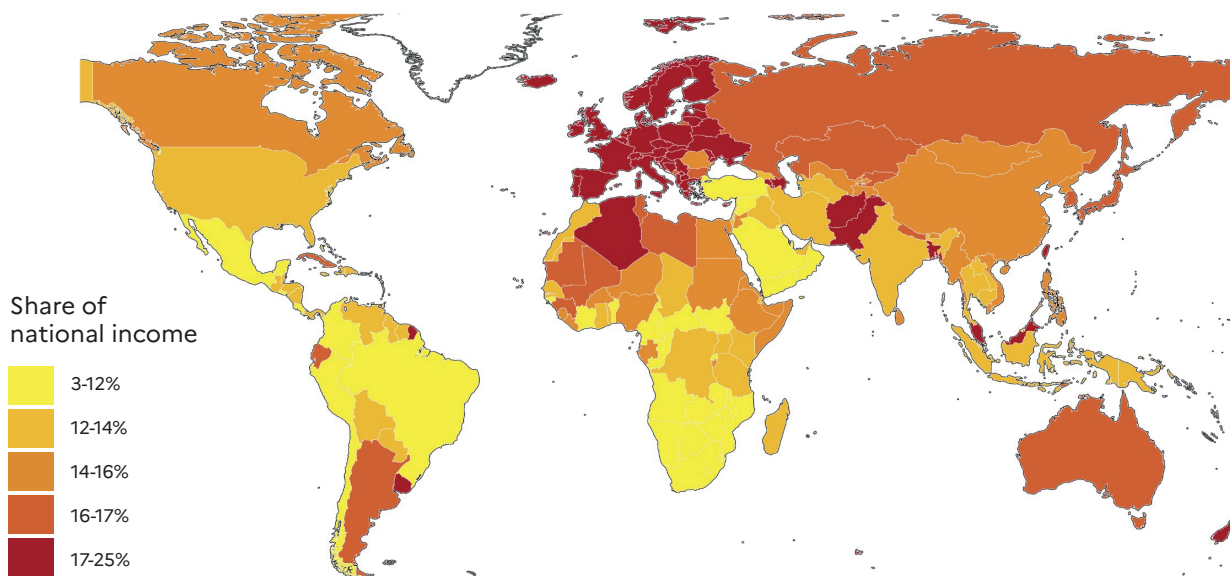 Share of
national income
3-12%
12-14%
14-16%
16-17%
17-25%